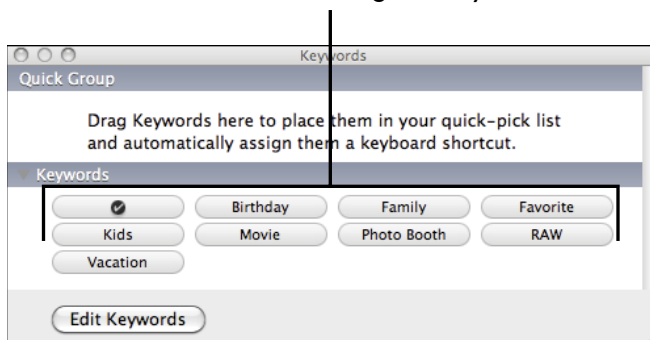 Keywords
Quick Group
Drag Keywords here to place them in your quick-pick list
and automatically assign them a keyboard shortcut.
Keywords
Birthday Family Favorite
Kids Movie Photo Booth RAW
Vacation
Edit Keywords